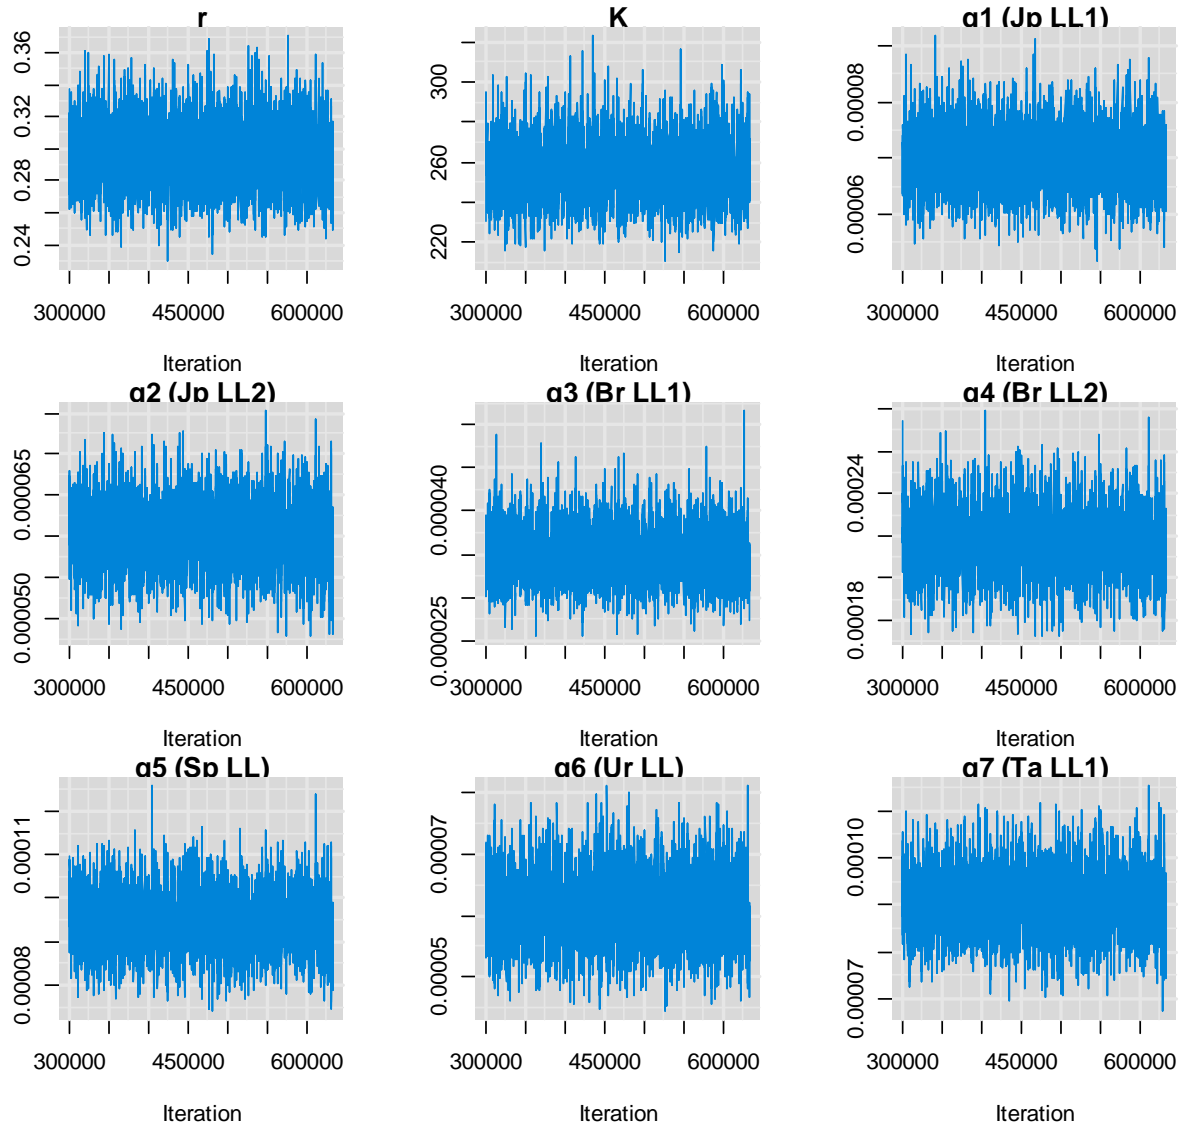 r
0.36
0.32
0.28
0.24
300000 450000 600000
Iteration
K
300
260
220
300000 450000 600000
Iteration
q1 (Jp LL1)
0.00008
0.00006
300000 450000 600000
Iteration
q2 (Jp LL2)
0.000065
0.000050
300000 450000 600000
Iteration
q3 (Br LL1)
0.000040
0.000025
300000 450000 600000
Iteration
q4 (Br LL2)
0.00024
0.00018
300000 450000 600000
Iteration
q5 (Sp LL)
0.00011
0.00008
300000 450000 600000
Iteration
q6 (Ur LL)
0.00007
0.00005
300000 450000 600000
Iteration
q7 (Ta LL1)
0.00010
0.00007
300000 450000 600000
Iteration